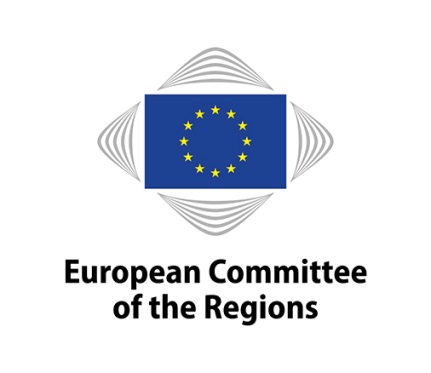 European Committee
of the Regions